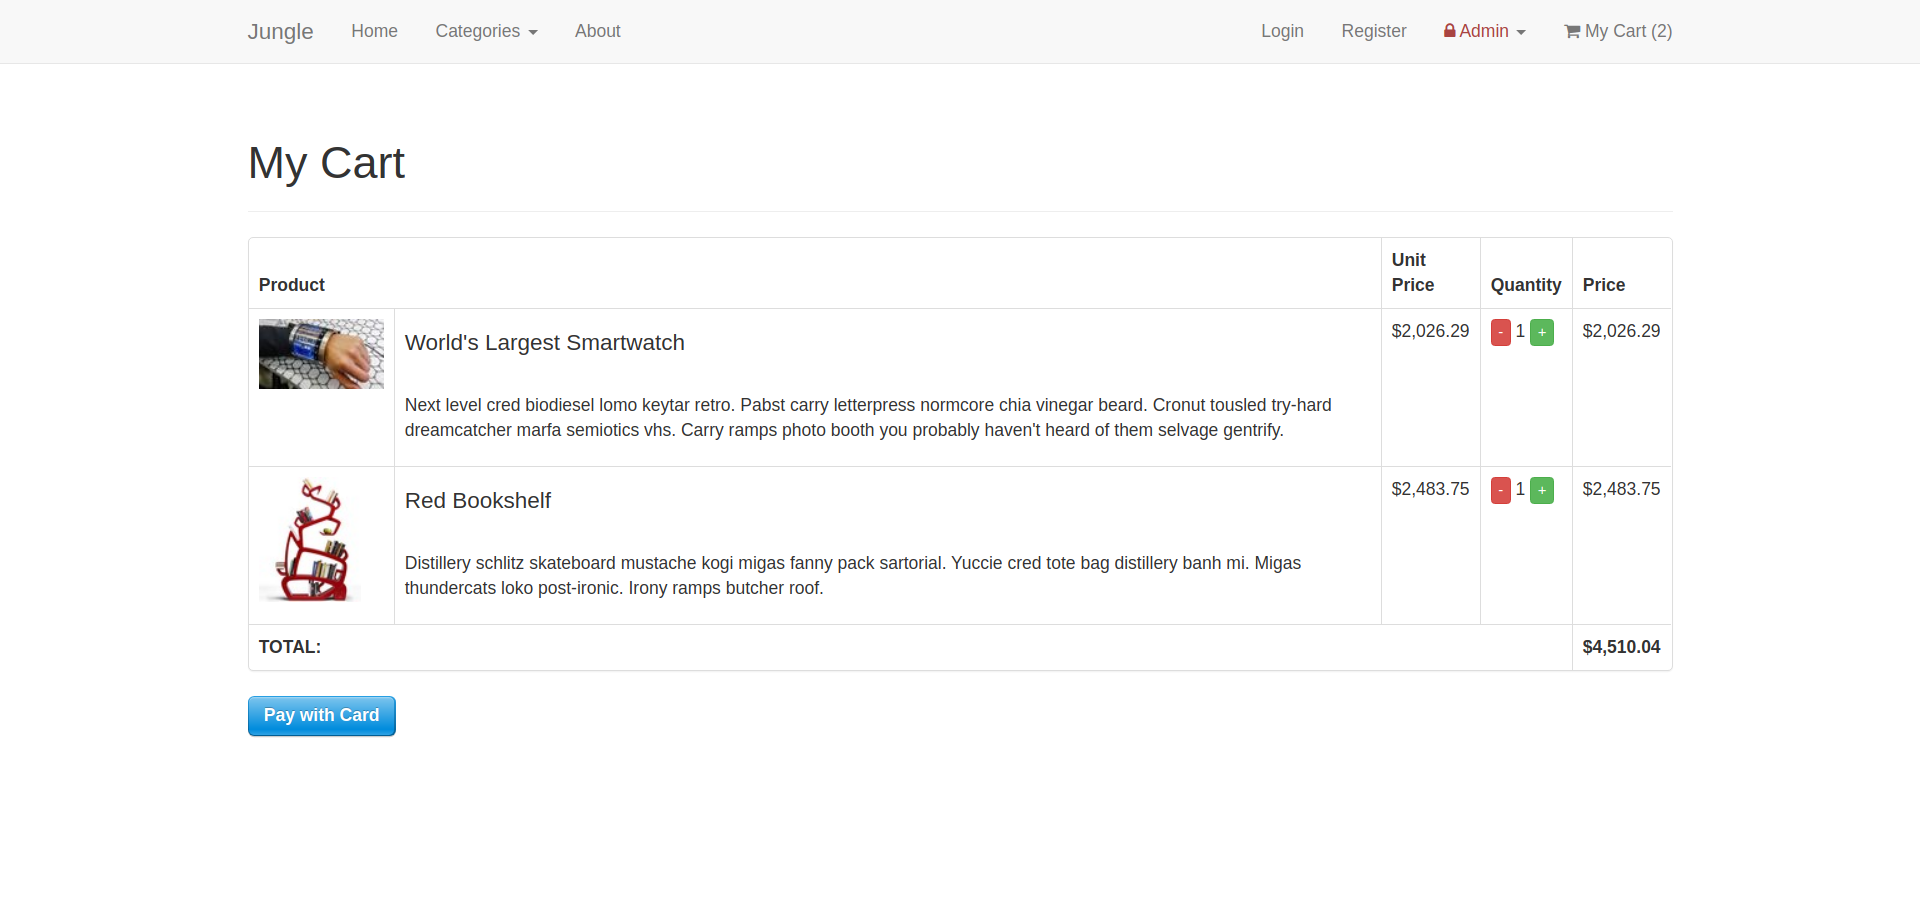 Jungle Home Categories About Login Register Admin My Cart (2)
My Cart
Product Unit Price Quantity Price
World's Largest Smartwatch $2,026.29 - 1 + $2,026.29
Next level cred biodiesel lomo keytar retro. Pabst carry letterpress normcore chia vinegar beard. Cronut tousled try-hard
dreamcatcher marfa semiotics vhs. Carry ramps photo booth you probably haven't heard of them selvage gentrify.
Red Bookshelf $2,483.75 - 1 + $2,483.75
Distillery schlitz skateboard mustache kogi migas fanny pack sartorial. Yuccie cred tote bag distillery banh mi. Migas
thundercats loko post-ironic. Irony ramps butcher roof.
TOTAL: $4,510.04
Pay with Card